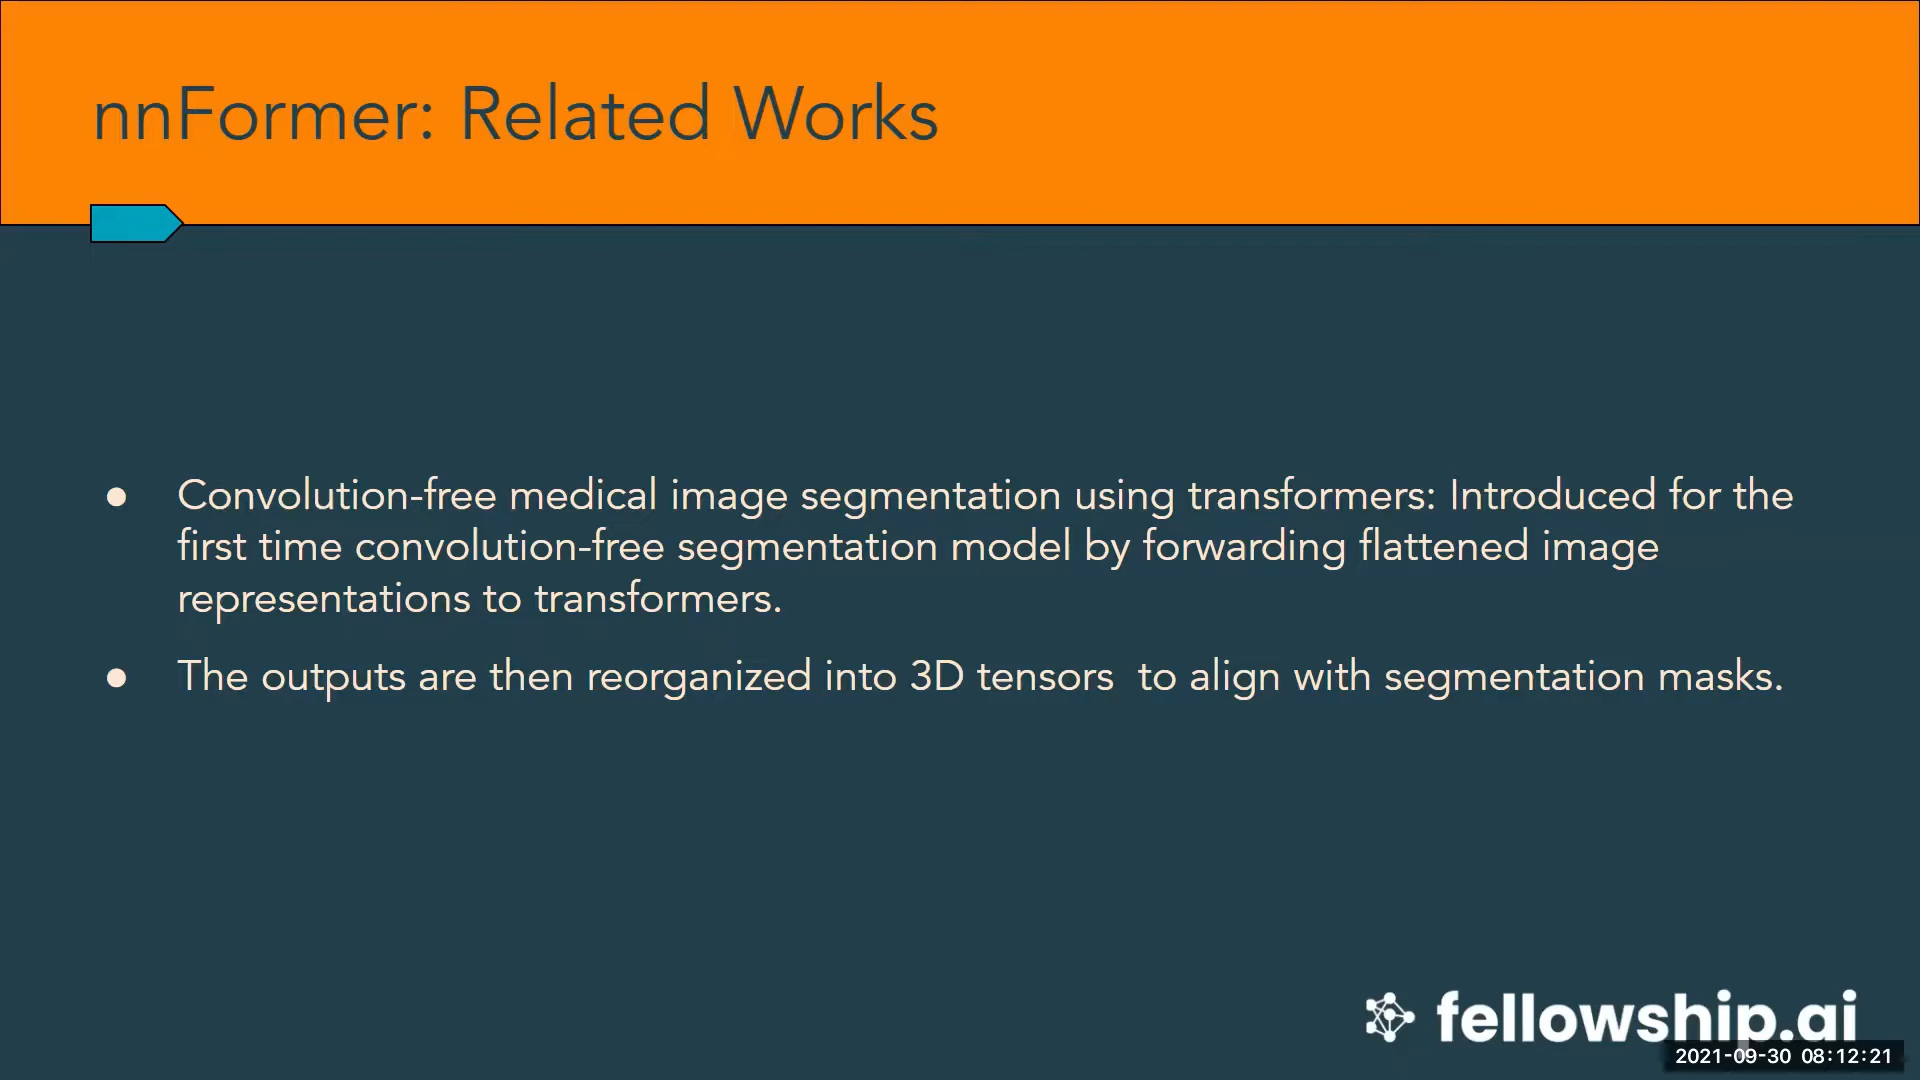 nnFormer: Related Works
● Convolution-free medical image segmentation using transformers: Introduced for the
first time convolution-free segmentation model by forwarding flattened image
representations to transformers.
● The outputs are then reorganized into 3D tensors  to align with segmentation masks.
fellowship.ai
2021-09-30 08:12:21